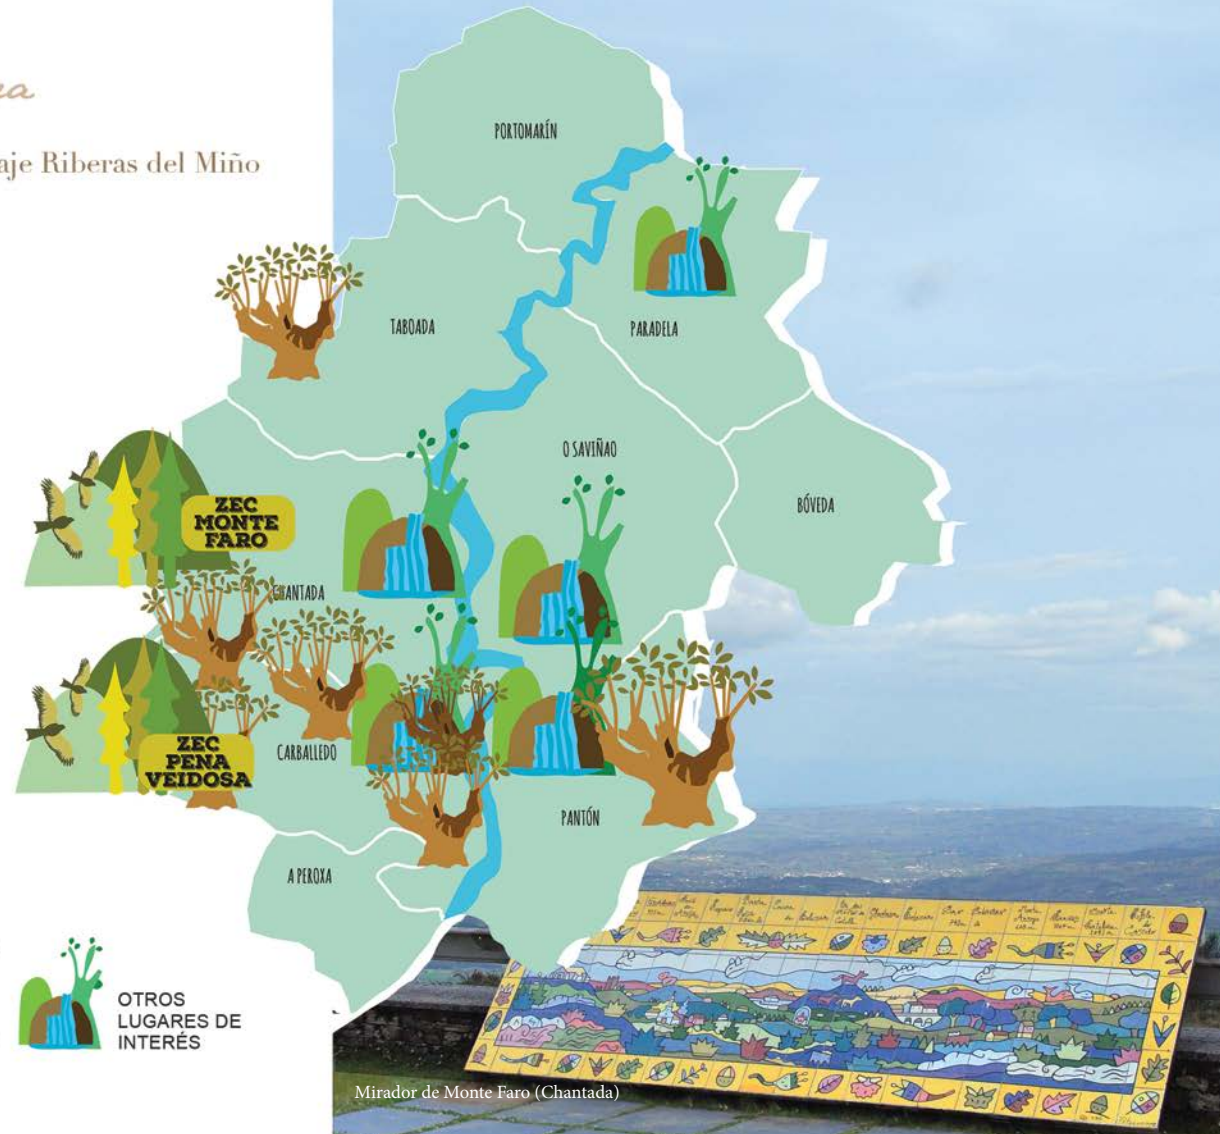 aje Riberas del Miño
PORTOMARÍN
TABOADA
PARADELA
O SAVIÑAO
BÓVEDA
ZEC
MONTE
FARO
CHANTADA
ZEC
PENA
VEIDOSA
CARBALLEDO
PANTÓN
A PEROXA
OTROS
LUGARES DE
INTERÉS
Mirador de Monte Faro (Chantada)